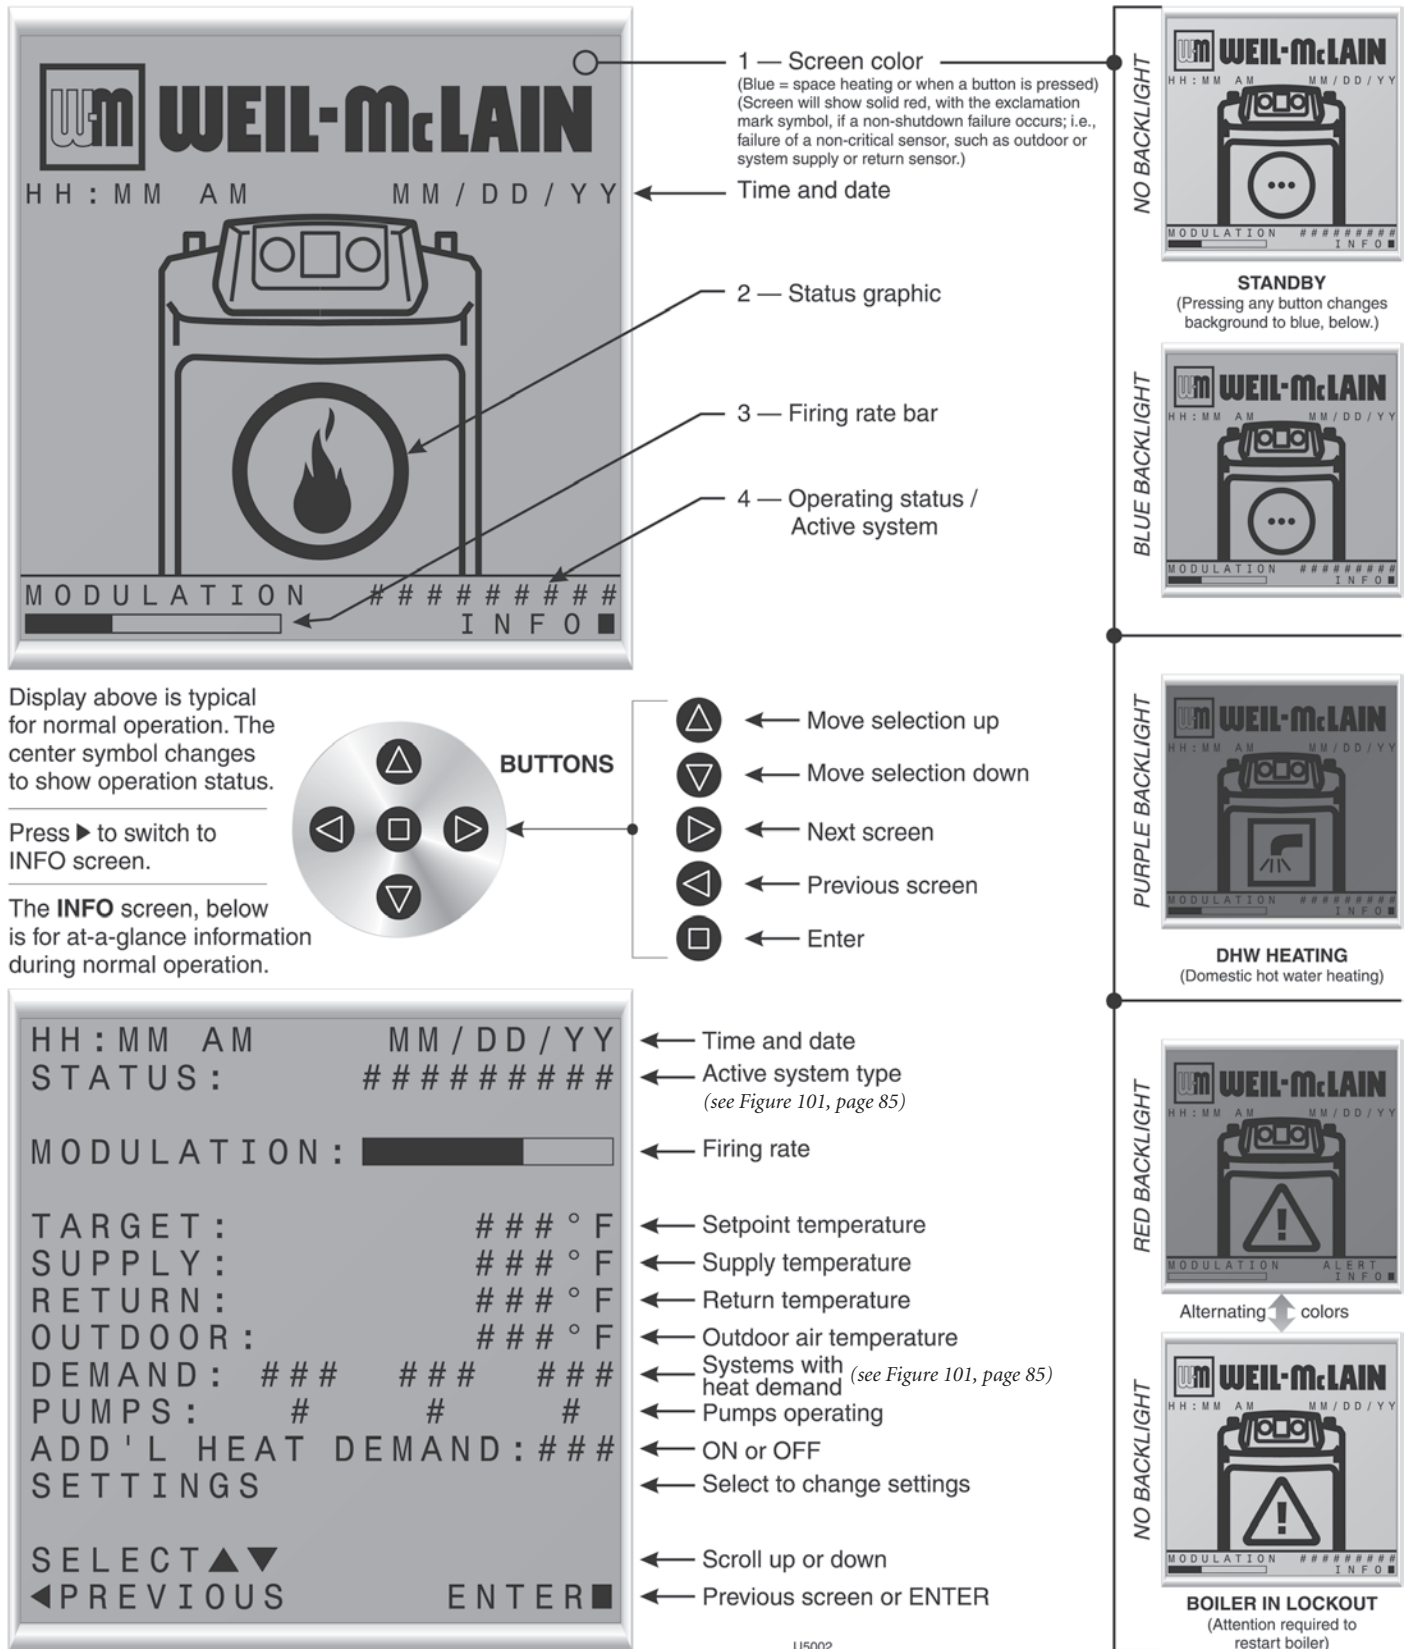 WM WEIL-McLAIN
HH:MM AM MM/DD/YY
MODULATION #########
INFO■
1 — Screen color
(Blue = space heating or when a button is pressed)
(Screen will show solid red, with the exclamation
mark symbol, if a non-shutdown failure occurs; i.e.,
failure of a non-critical sensor, such as outdoor or
system supply or return sensor.)
Time and date
2 — Status graphic
3 — Firing rate bar
4 — Operating status /
Active system
Display above is typical
for normal operation. The
center symbol changes
to show operation status.
Press ▶ to switch to
INFO screen.
The INFO screen, below
is for at-a-glance information
during normal operation.
BUTTONS
Move selection up
Move selection down
Next screen
Previous screen
Enter
HH:MM AM MM/DD/YY
STATUS: #########
MODULATION:
TARGET: ###°F
SUPPLY: ###°F
RETURN: ###°F
OUTDOOR: ###°F
DEMAND: ### ### ###
PUMPS: # # #
ADD'L HEAT DEMAND:###
SETTINGS
SELECT▲▼
◀PREVIOUS ENTER■
Time and date
Active system type
(see Figure 101, page 85)
Firing rate
Setpoint temperature
Supply temperature
Return temperature
Outdoor air temperature
Systems with
heat demand (see Figure 101, page 85)
Pumps operating
ON or OFF
Select to change settings
Scroll up or down
Previous screen or ENTER
U5002
NO BACKLIGHT
WM WEIL-McLAIN
HH:MM AM MM/DD/YY
MODULATION #########
INFO■
STANDBY
(Pressing any button changes
background to blue, below.)
BLUE BACKLIGHT
WM WEIL-McLAIN
HH:MM AM MM/DD/YY
MODULATION #########
INFO■
PURPLE BACKLIGHT
WM WEIL-McLAIN
HH:MM AM MM/DD/YY
MODULATION #########
INFO■
DHW HEATING
(Domestic hot water heating)
RED BACKLIGHT
WM WEIL-McLAIN
HH:MM AM MM/DD/YY
MODULATION ALERT
INFO■
Alternating colors
NO BACKLIGHT
WM WEIL-McLAIN
HH:MM AM MM/DD/YY
MODULATION #########
INFO■
BOILER IN LOCKOUT
(Attention required to
restart boiler)